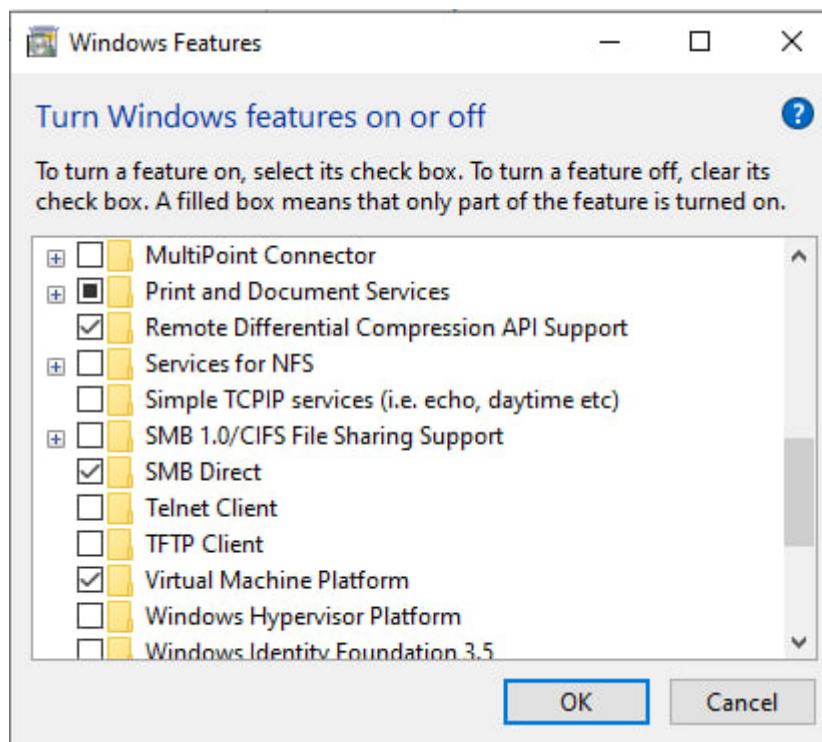 Windows Features
Turn Windows features on or off
To turn a feature on, select its check box. To turn a feature off, clear its
check box. A filled box means that only part of the feature is turned on.
MultiPoint Connector
Print and Document Services
Remote Differential Compression API Support
Services for NFS
Simple TCPIP services (i.e. echo, daytime etc)
SMB 1.0/CIFS File Sharing Support
SMB Direct
Telnet Client
TFTP Client
Virtual Machine Platform
Windows Hypervisor Platform
Windows Identity Foundation 3.5
OK Cancel